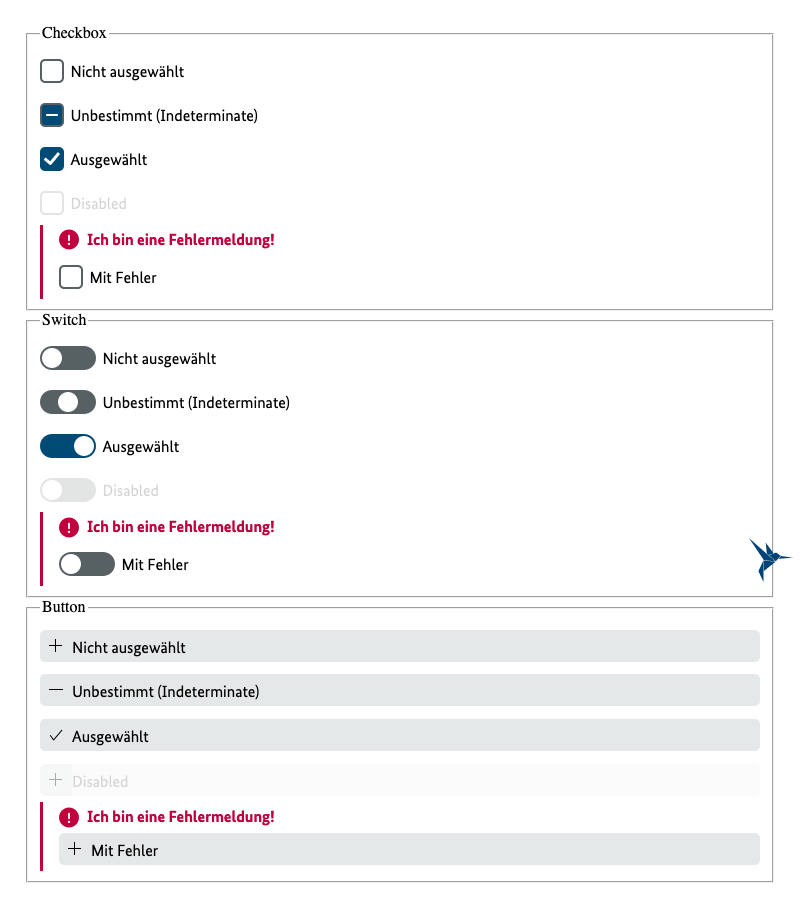 Checkbox
Nicht ausgewählt
Unbestimmt (Indeterminate)
Ausgewählt
Disabled
Ich bin eine Fehlermeldung!
Mit Fehler
Switch
Nicht ausgewählt
Unbestimmt (Indeterminate)
Ausgewählt
Disabled
Ich bin eine Fehlermeldung!
Mit Fehler
Button
Nicht ausgewählt
Unbestimmt (Indeterminate)
Ausgewählt
Disabled
Ich bin eine Fehlermeldung!
Mit Fehler